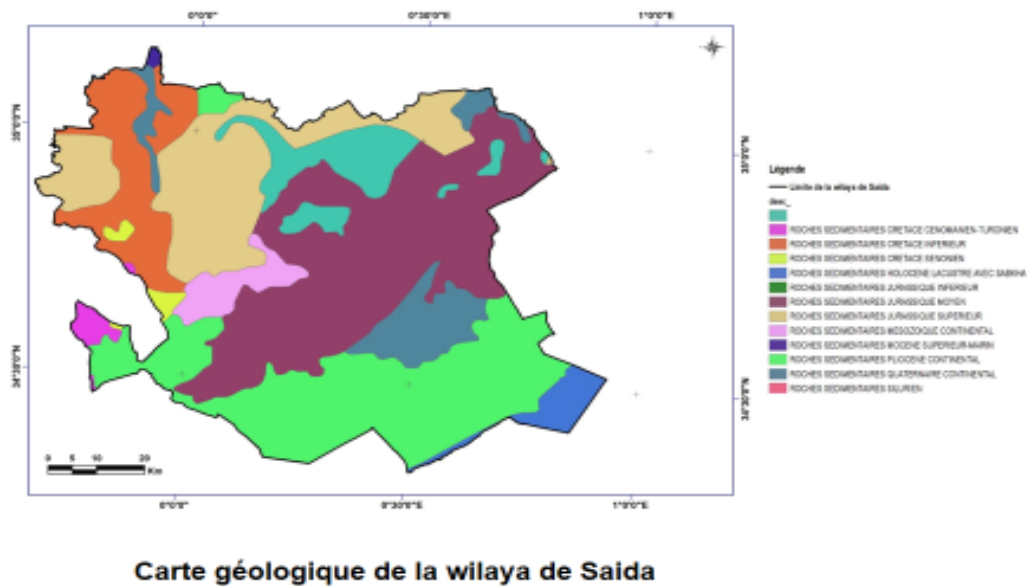 0°0'0" 0°30'0"E 1°0'0"E
35°0'0"N
35°0'0"N
34°30'0"N
34°30'0"N
Légende
Limite de la wilaya de Saida
desc_
ROCHES SEDIMENTAIRES CRETACE CENOMANIEN-TURONIEN
ROCHES SEDIMENTAIRES CRETACE INFERIEUR
ROCHES SEDIMENTAIRES CRETACE SENONIEN
ROCHES SEDIMENTAIRES HOLOCENE LACUSTRE AVEC SABKHA
ROCHES SEDIMENTAIRES JURASSIQUE INFERIEUR
ROCHES SEDIMENTAIRES JURASSIQUE MOYEN
ROCHES SEDIMENTAIRES JURASSIQUE SUPERIEUR
ROCHES SEDIMENTAIRES MESOZOIQUE CONTINENTAL
ROCHES SEDIMENTAIRES MIOCENE SUPERIEUR-MARIN
ROCHES SEDIMENTAIRES PLIOCENE CONTINENTAL
ROCHES SEDIMENTAIRES QUATERNAIRE CONTINENTAL
ROCHES SEDIMENTAIRES SILURIEN
0 5 10 20
Km
0°0'0" 0°30'0"E 1°0'0"E
Carte géologique de la wilaya de Saida